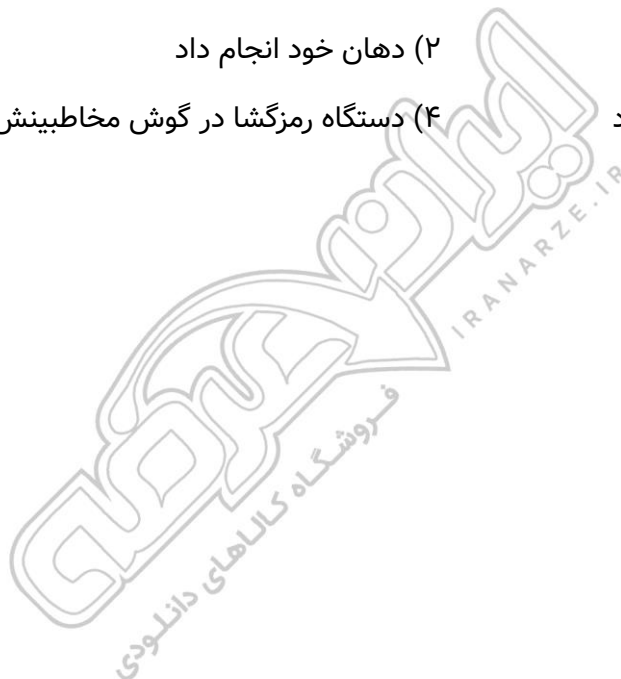 ۲) دهان خود انجام داد
د ۴) دستگاه رمزگشا در گوش مخاطبینش
ایران عرضه
IRANARZE.IR
فروشگاه کالاهای دانلودی